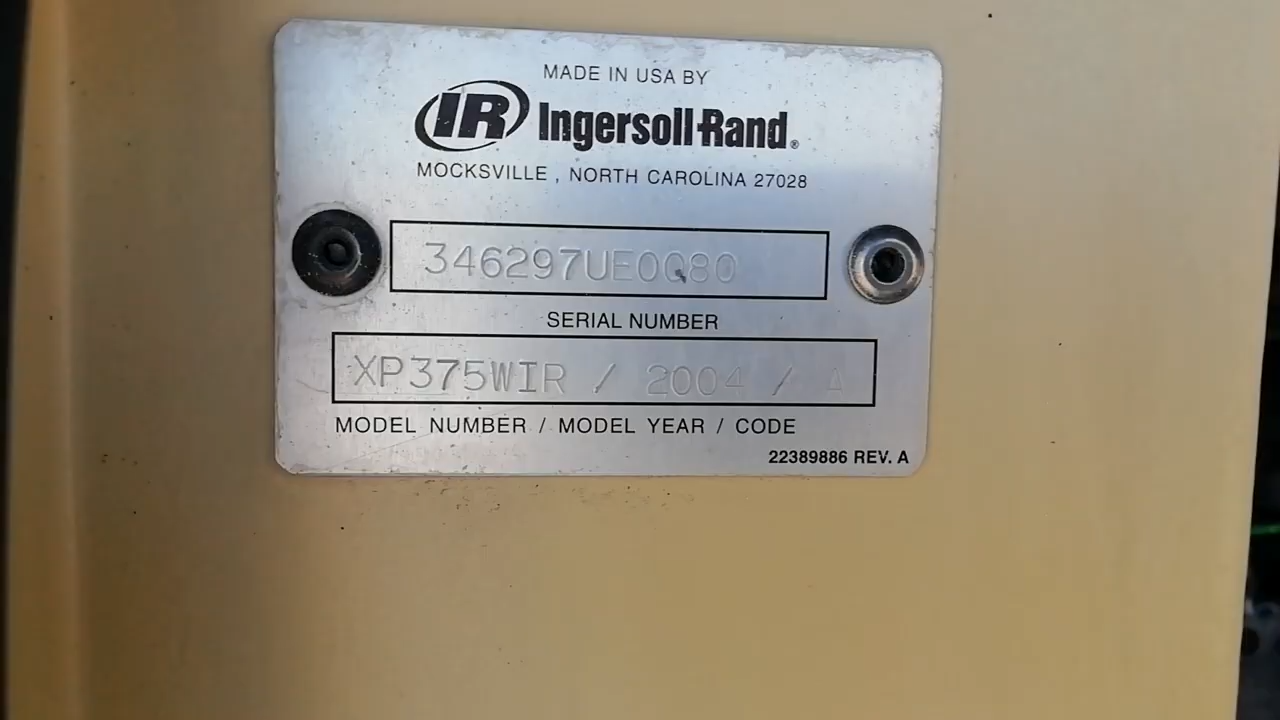 MADE IN USA BY
IR Ingersoll-Rand®
MOCKSVILLE , NORTH CAROLINA 27028
346297UE0080
SERIAL NUMBER
XP375WIR / 2004 / A
MODEL NUMBER / MODEL YEAR / CODE
22389886 REV. A